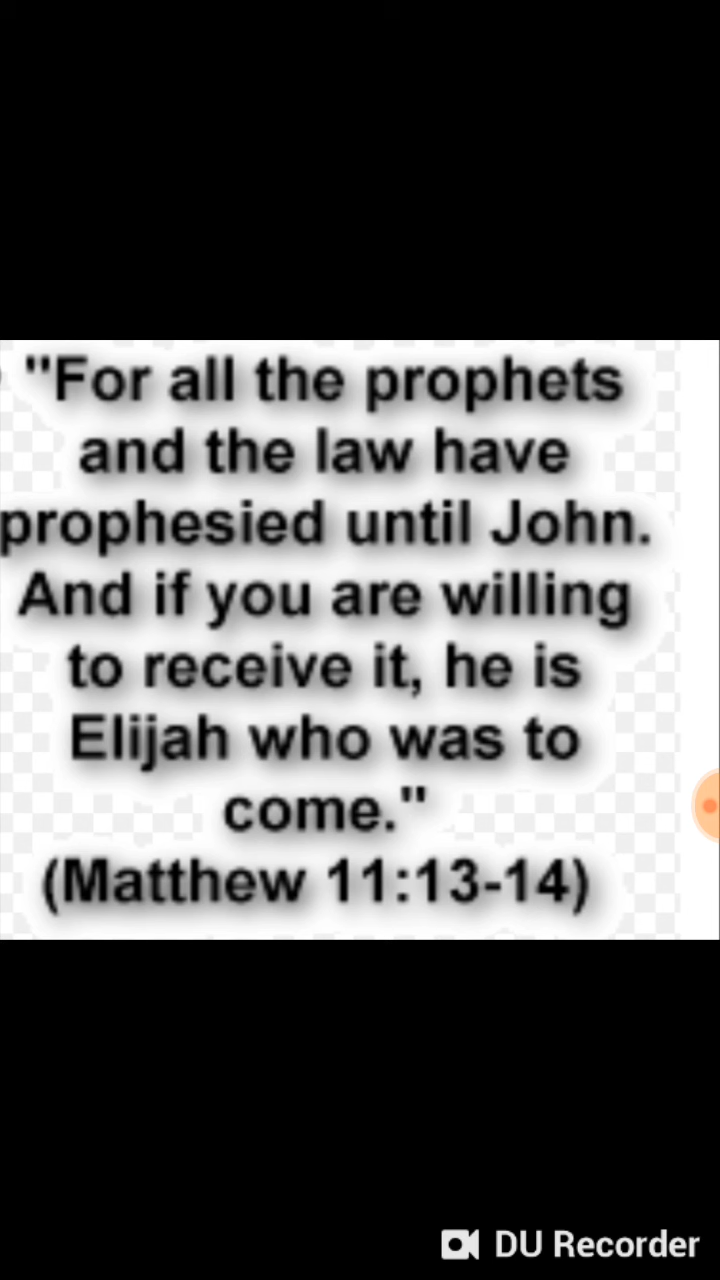 "For all the prophets
and the law have
prophesied until John.
And if you are willing
to receive it, he is
Elijah who was to
come."
(Matthew 11:13-14)
DU Recorder